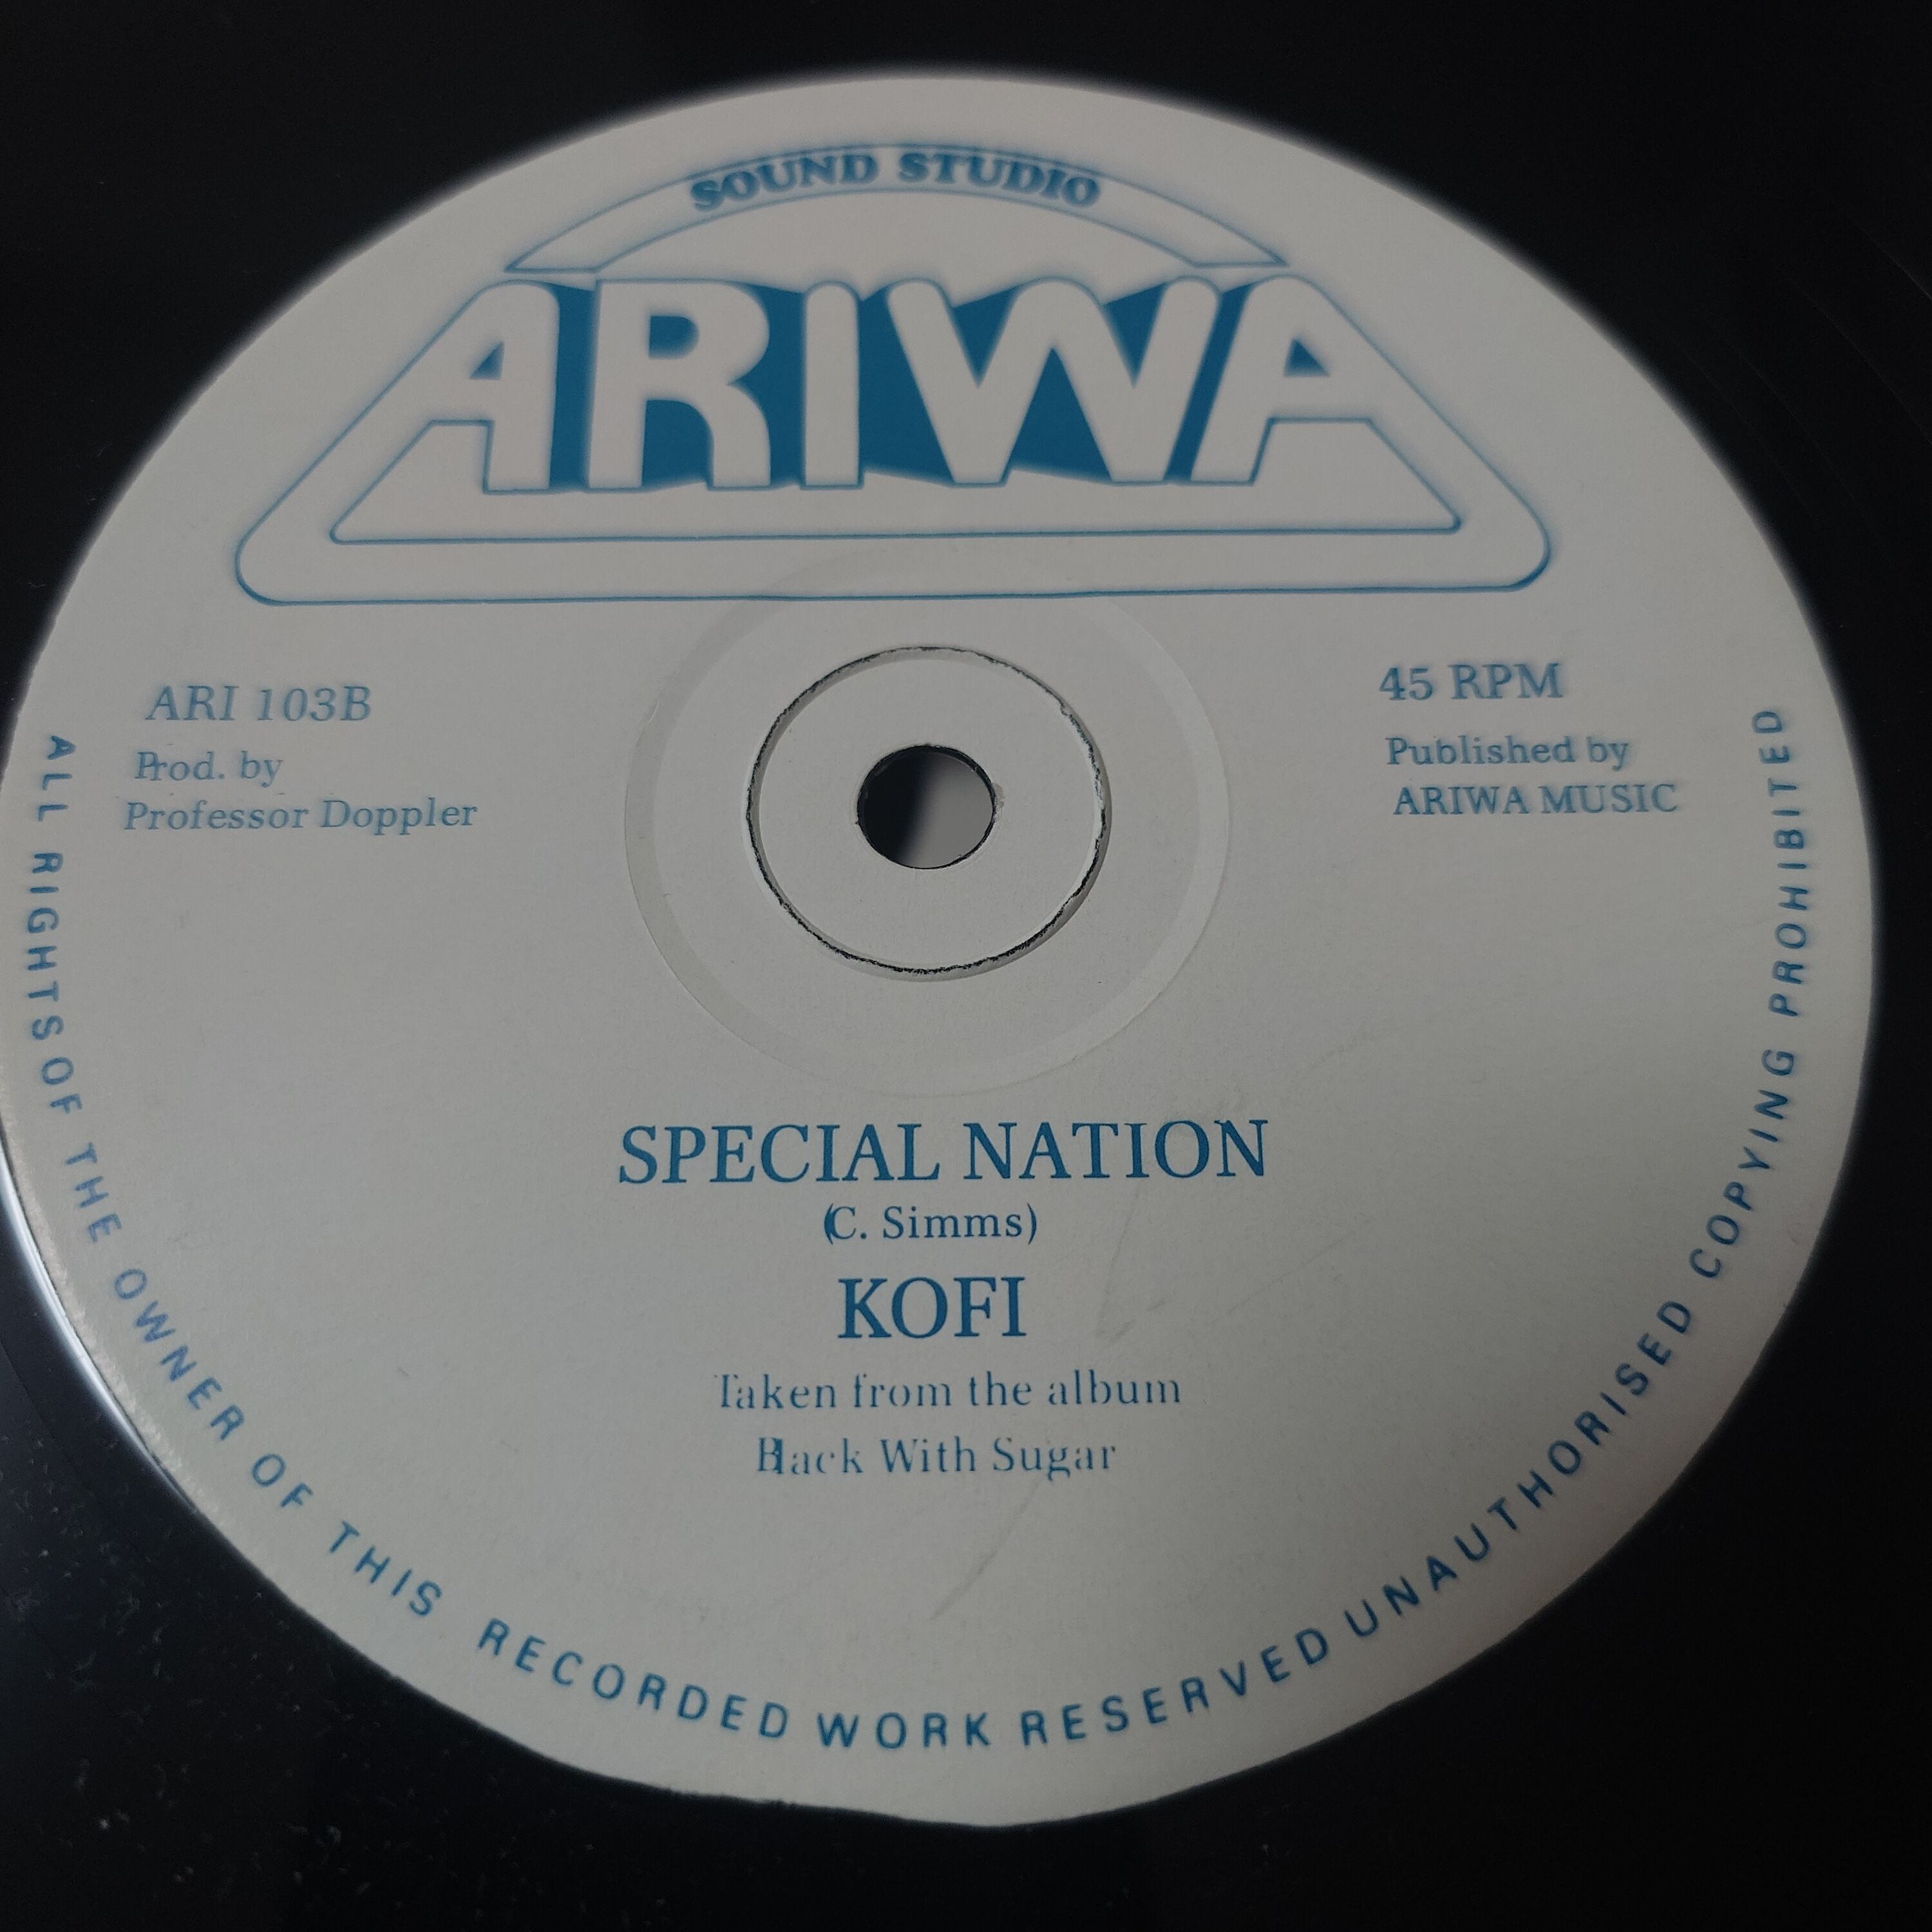 SOUND STUDIO
ARIWA
ARI 103B
Prod. by
Professor Doppler
45 RPM
Published by
ARIWA MUSIC
SPECIAL NATION
(C. Simms)
KOFI
Taken from the album
Black With Sugar
ALL RIGHTS OF THE OWNER OF THIS RECORDED WORK RESERVED UNAUTHORISED COPYING PROHIBITED